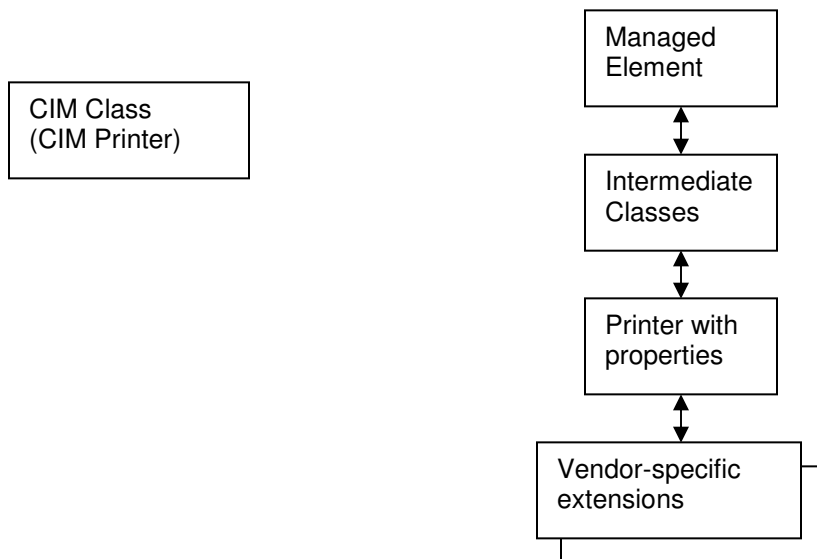 Managed
Element
CIM Class
(CIM Printer)
Intermediate
Classes
Printer with
properties
Vendor-specific
extensions